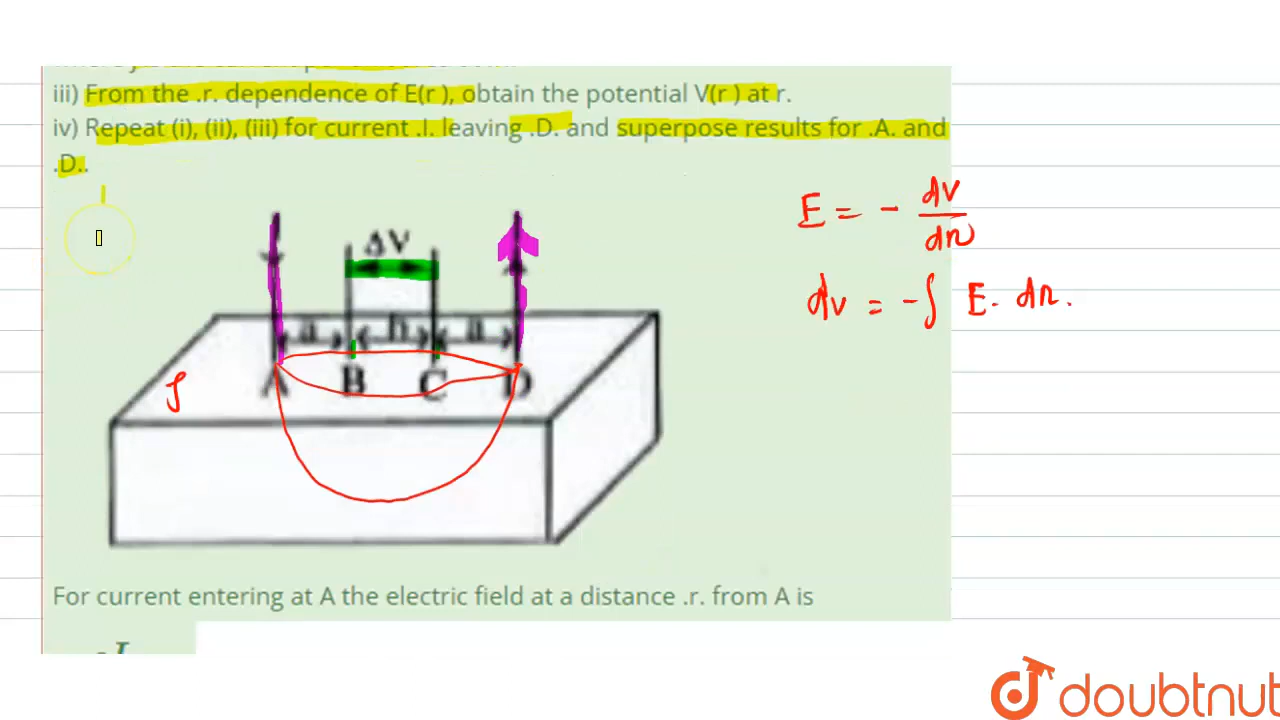 iii) From the .r. dependence of E(r ), obtain the potential V(r ) at r.
iv) Repeat (i), (ii), (iii) for current .I. leaving .D. and superpose results for .A. and
.D..
I
ΔV
a b a
A B C D
ρ
E = - dV/dr
dv = -∫ E. dr.
For current entering at A the electric field at a distance .r. from A is
doubtnut